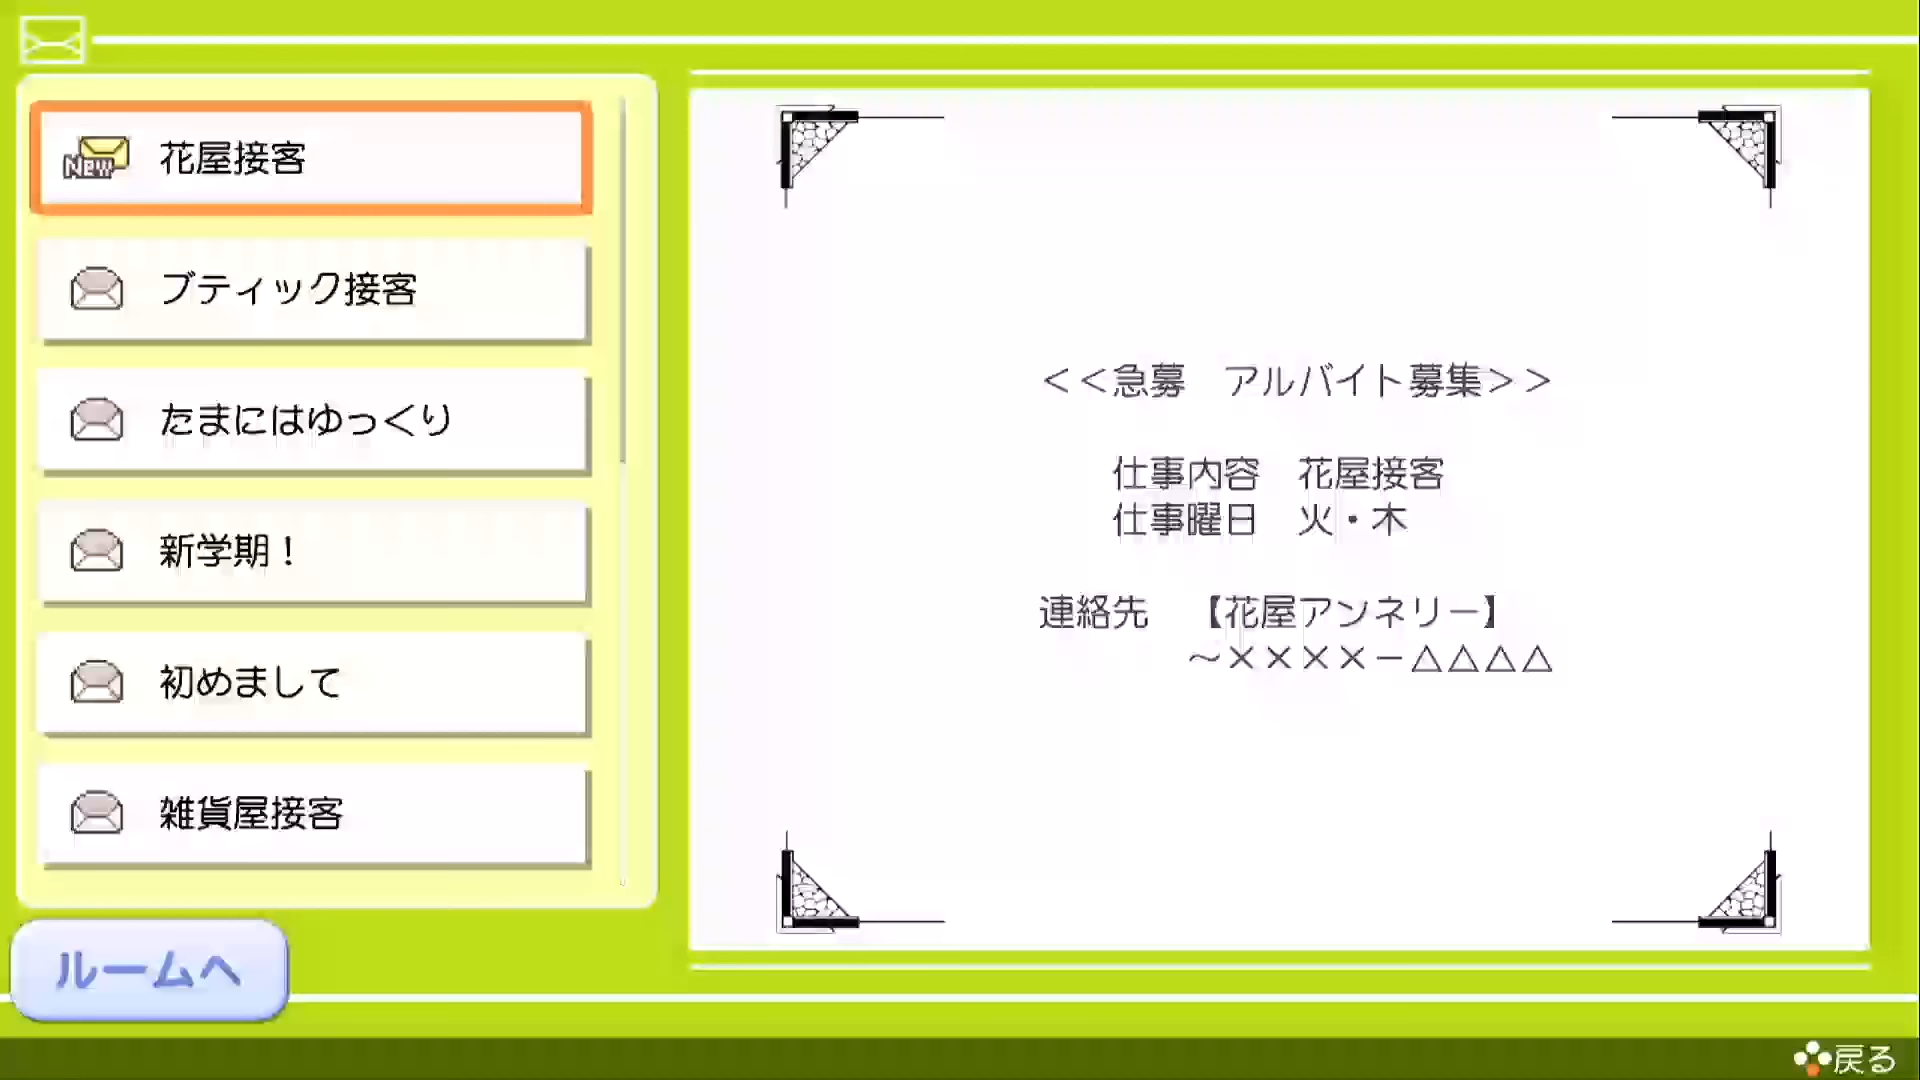 New
花屋接客
ブティック接客
たまにはゆっくり
新学期！
初めまして
雑貨屋接客
ルームへ
＜＜急募　アルバイト募集＞＞
仕事内容　花屋接客
仕事曜日　火・木
連絡先　【花屋アンネリー】
～××××－△△△△
戻る